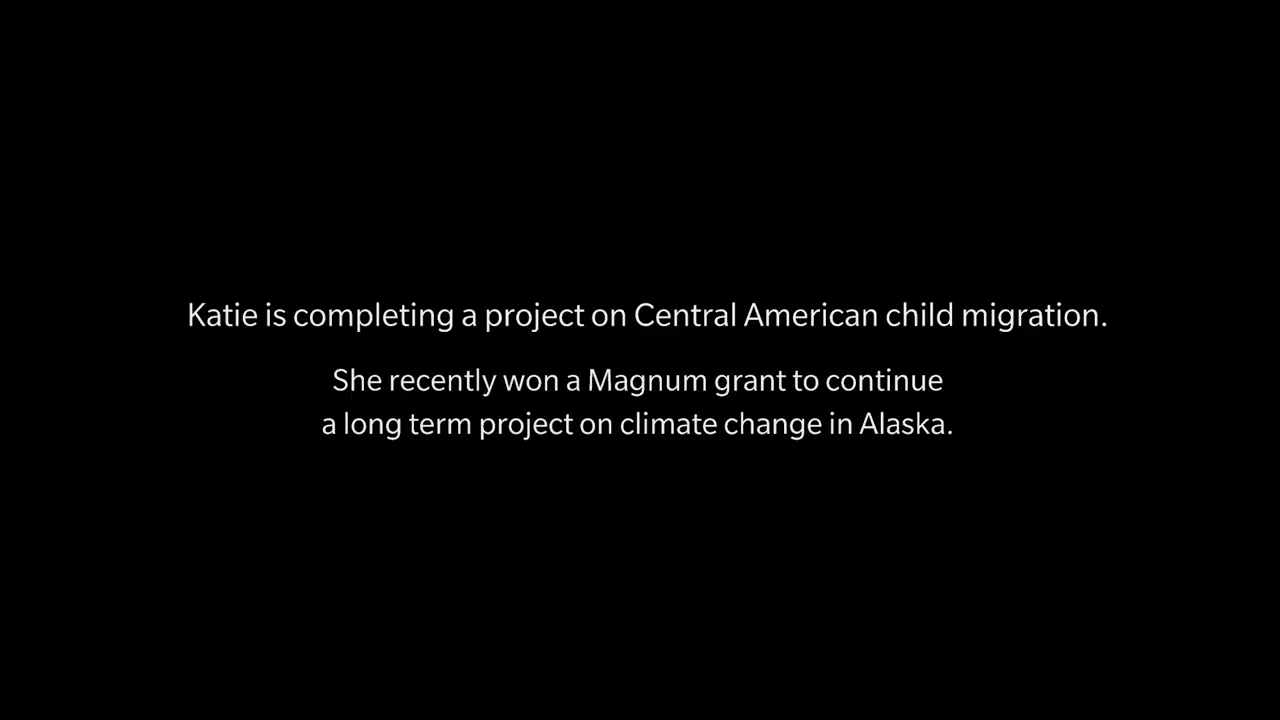 Katie is completing a project on Central American child migration.
She recently won a Magnum grant to continue
a long term project on climate change in Alaska.